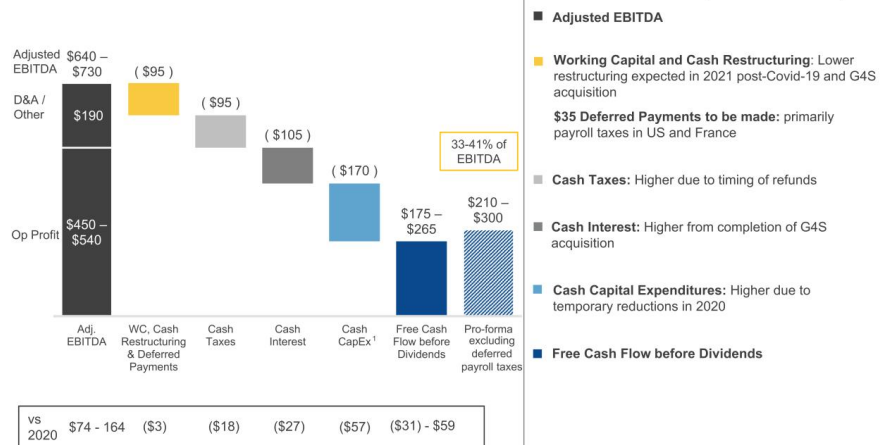 Adjusted EBITDA
$640 –
$730
Adjusted
EBITDA
D&A /
Other
$190
Op Profit
$450 –
$540
( $95 )
( $95 )
( $105 )
( $170 )
$175 –
$265
33-41% of
EBITDA
$210 –
$300
Adj.
EBITDA
WC, Cash
Restructuring
& Deferred
Payments
Cash
Taxes
Cash
Interest
Cash
CapEx 1
Free Cash
Flow before
Dividends
Pro-forma
excluding
deferred
payroll taxes
vs
2020
$74 - 164
($3)
($18)
($27)
($57)
($31) - $59
Working Capital and Cash Restructuring: Lower
restructuring expected in 2021 post-Covid-19 and G4S
acquisition
$35 Deferred Payments to be made: primarily
payroll taxes in US and France
Cash Taxes: Higher due to timing of refunds
Cash Interest: Higher from completion of G4S
acquisition
Cash Capital Expenditures: Higher due to
temporary reductions in 2020
Free Cash Flow before Dividends